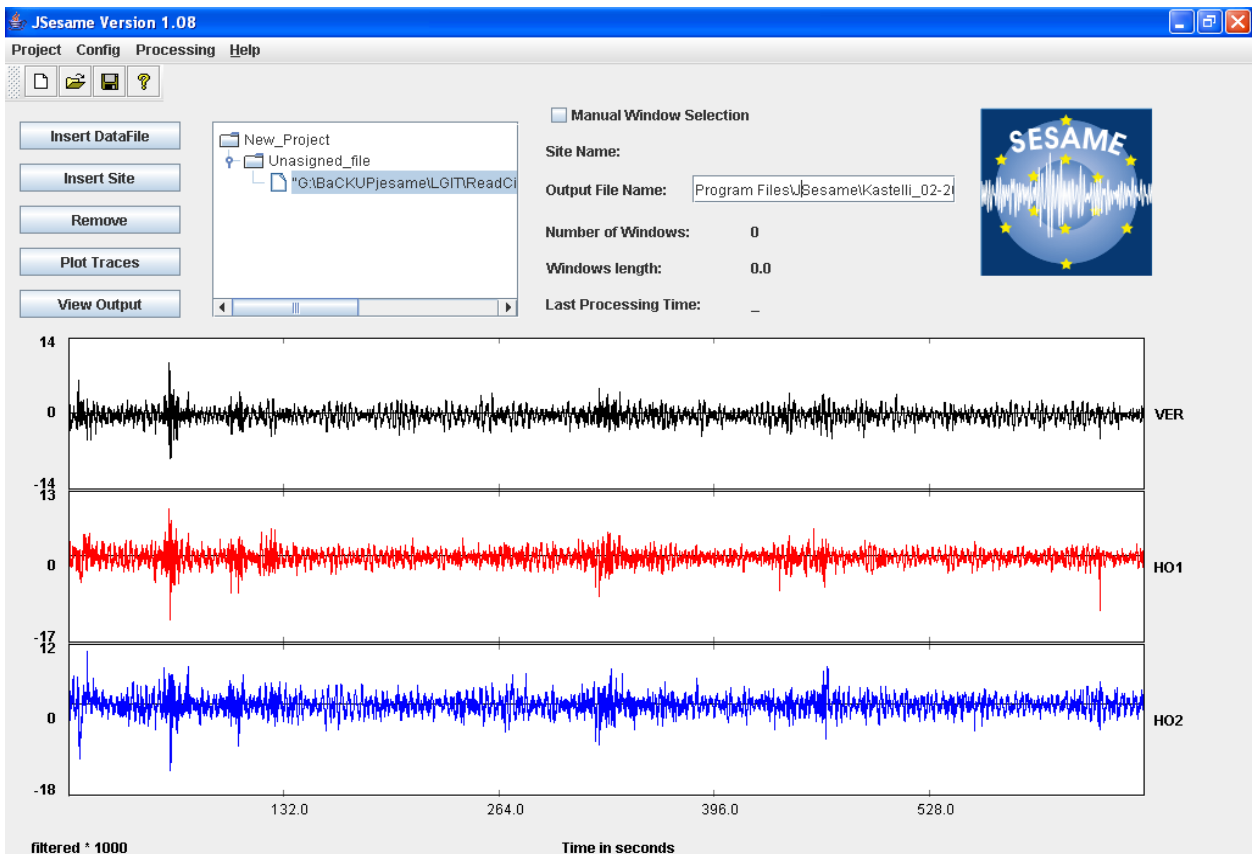 JSesame Version 1.08
Project Config Processing Help
Insert DataFile
Insert Site
Remove
Plot Traces
View Output
New_Project
Unasigned_file
"G:\BaCKUPjesame\LGIT\ReadCi
Manual Window Selection
Site Name:
Output File Name: Program Files\JSesame\Kastelli_02-20
Number of Windows: 0
Windows length: 0.0
Last Processing Time: _
SESAME
14
0
-14
VER
13
0
-17
HO1
12
0
-18
HO2
132.0 264.0 396.0 528.0
filtered * 1000 Time in seconds